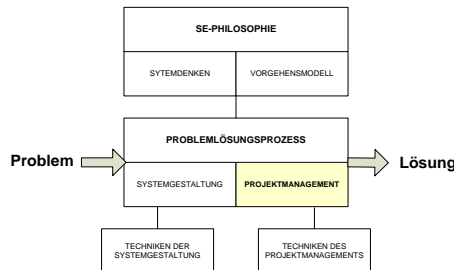 SE-PHILOSOPHIE
SYTEMDENKEN
VORGEHENSMODELL
PROBLEMLÖSUNGSPROZESS
Problem
Lösung
SYSTEMGESTALTUNG
PROJEKTMANAGEMENT
TECHNIKEN DER
SYSTEMGESTALTUNG
TECHNIKEN DES
PROJEKTMANAGEMENTS